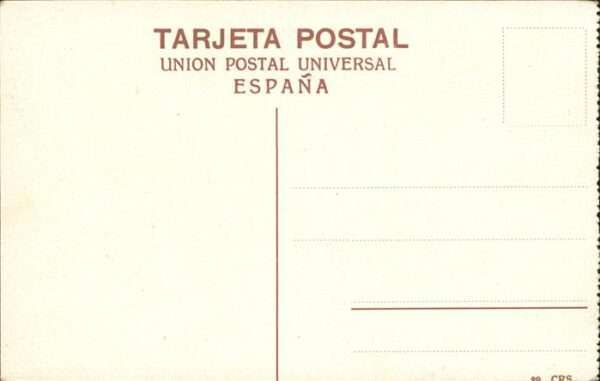 TARJETA POSTAL
UNION POSTAL UNIVERSAL
ESPAÑA